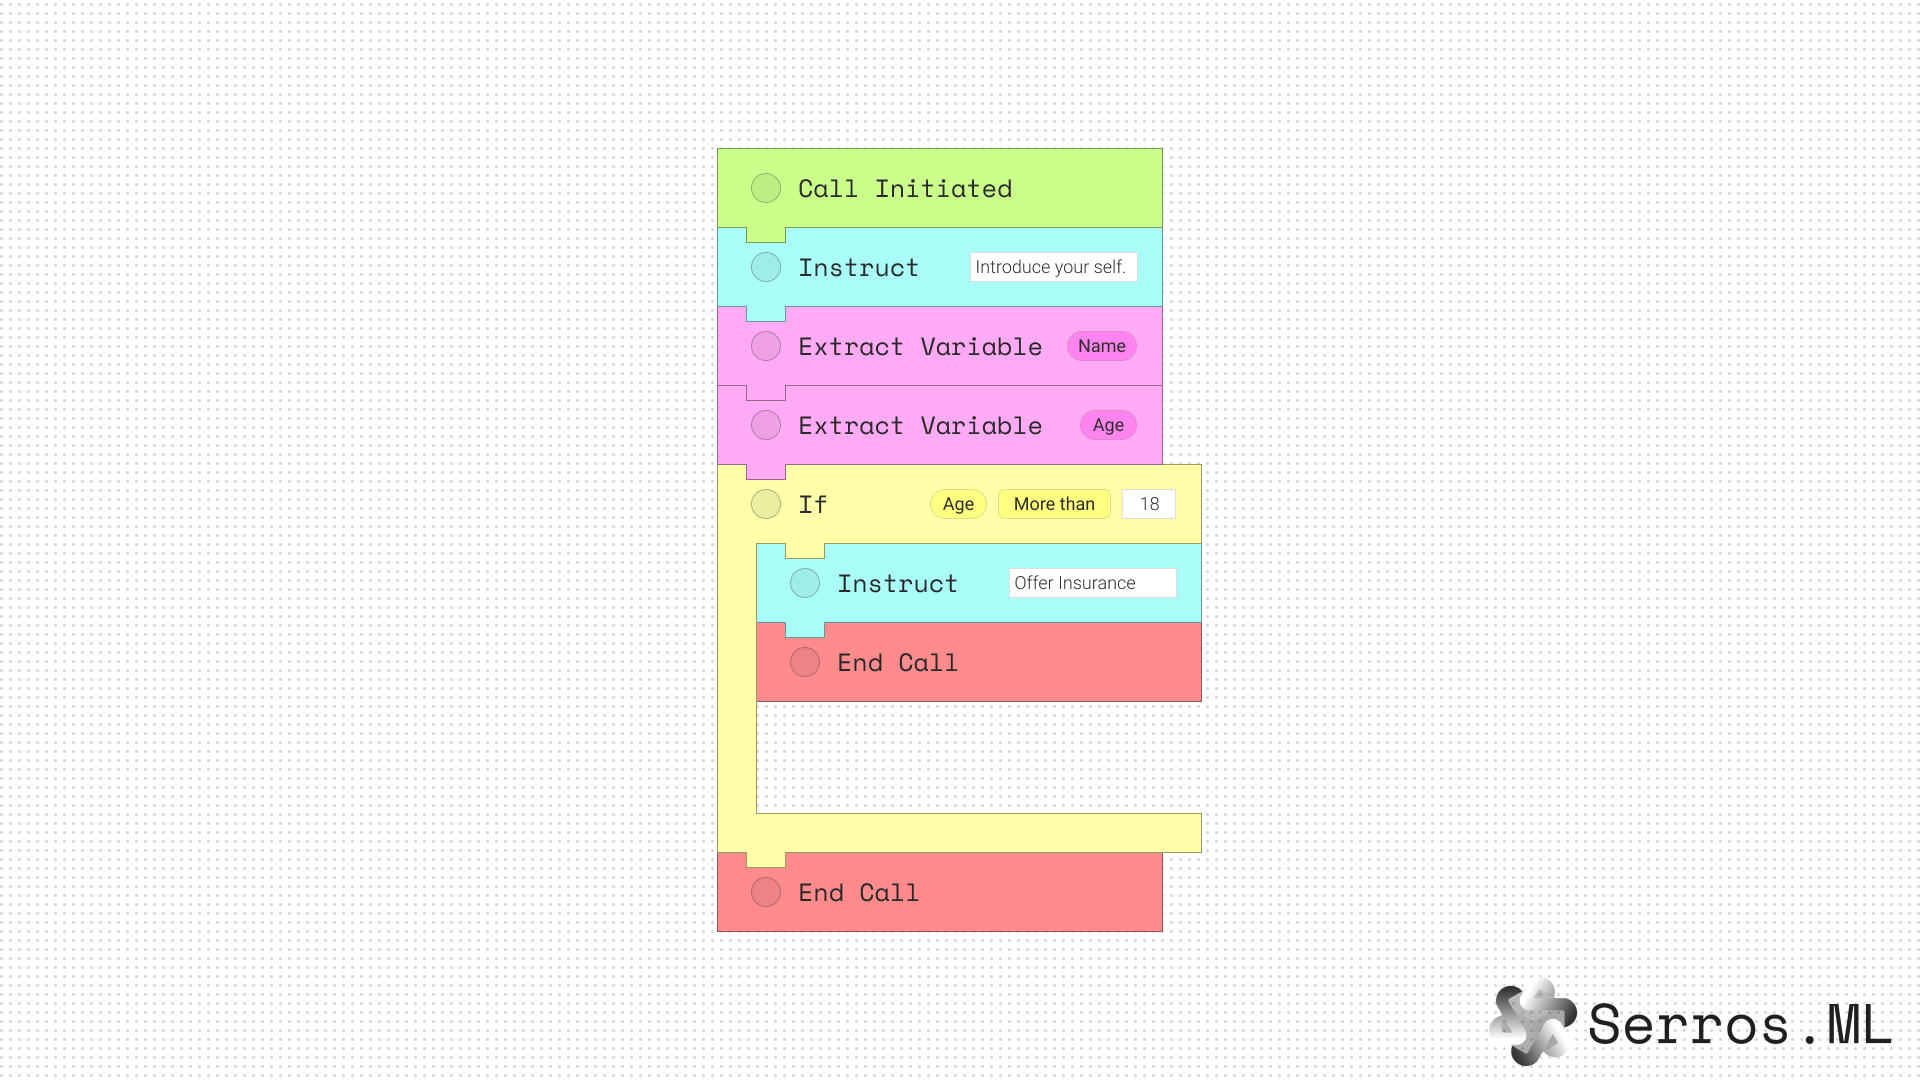 Call Initiated
Instruct Introduce your self.
Extract Variable Name
Extract Variable Age
If Age More than 18
Instruct Offer Insurance
End Call
End Call
Serros.ML